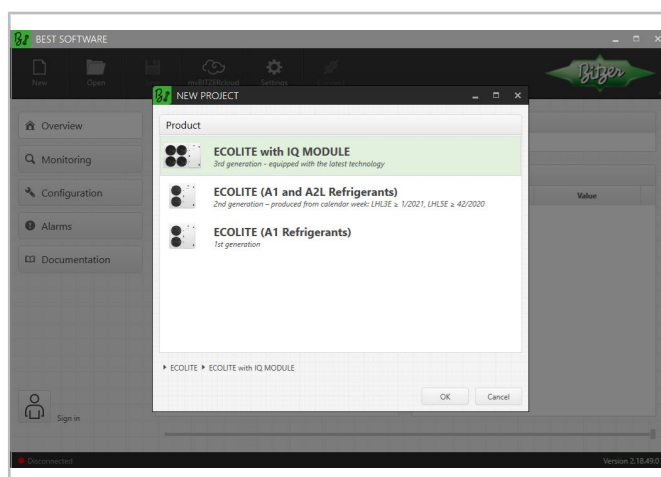 BEST SOFTWARE
New
Open
myBITZERcloud
Settings
Bitzer
NEW PROJECT
Overview
Monitoring
Configuration
Alarms
Documentation
Product
ECOLITE with IQ MODULE
3rd generation - equipped with the latest technology
ECOLITE (A1 and A2L Refrigerants)
2nd generation – produced from calendar week: LHL3E ≥ 1/2021, LHL5E ≥ 42/2020
ECOLITE (A1 Refrigerants)
1st generation
Value
ECOLITE ECOLITE with IQ MODULE
OK Cancel
Sign in
Disconnected
Version 2.18.49.0